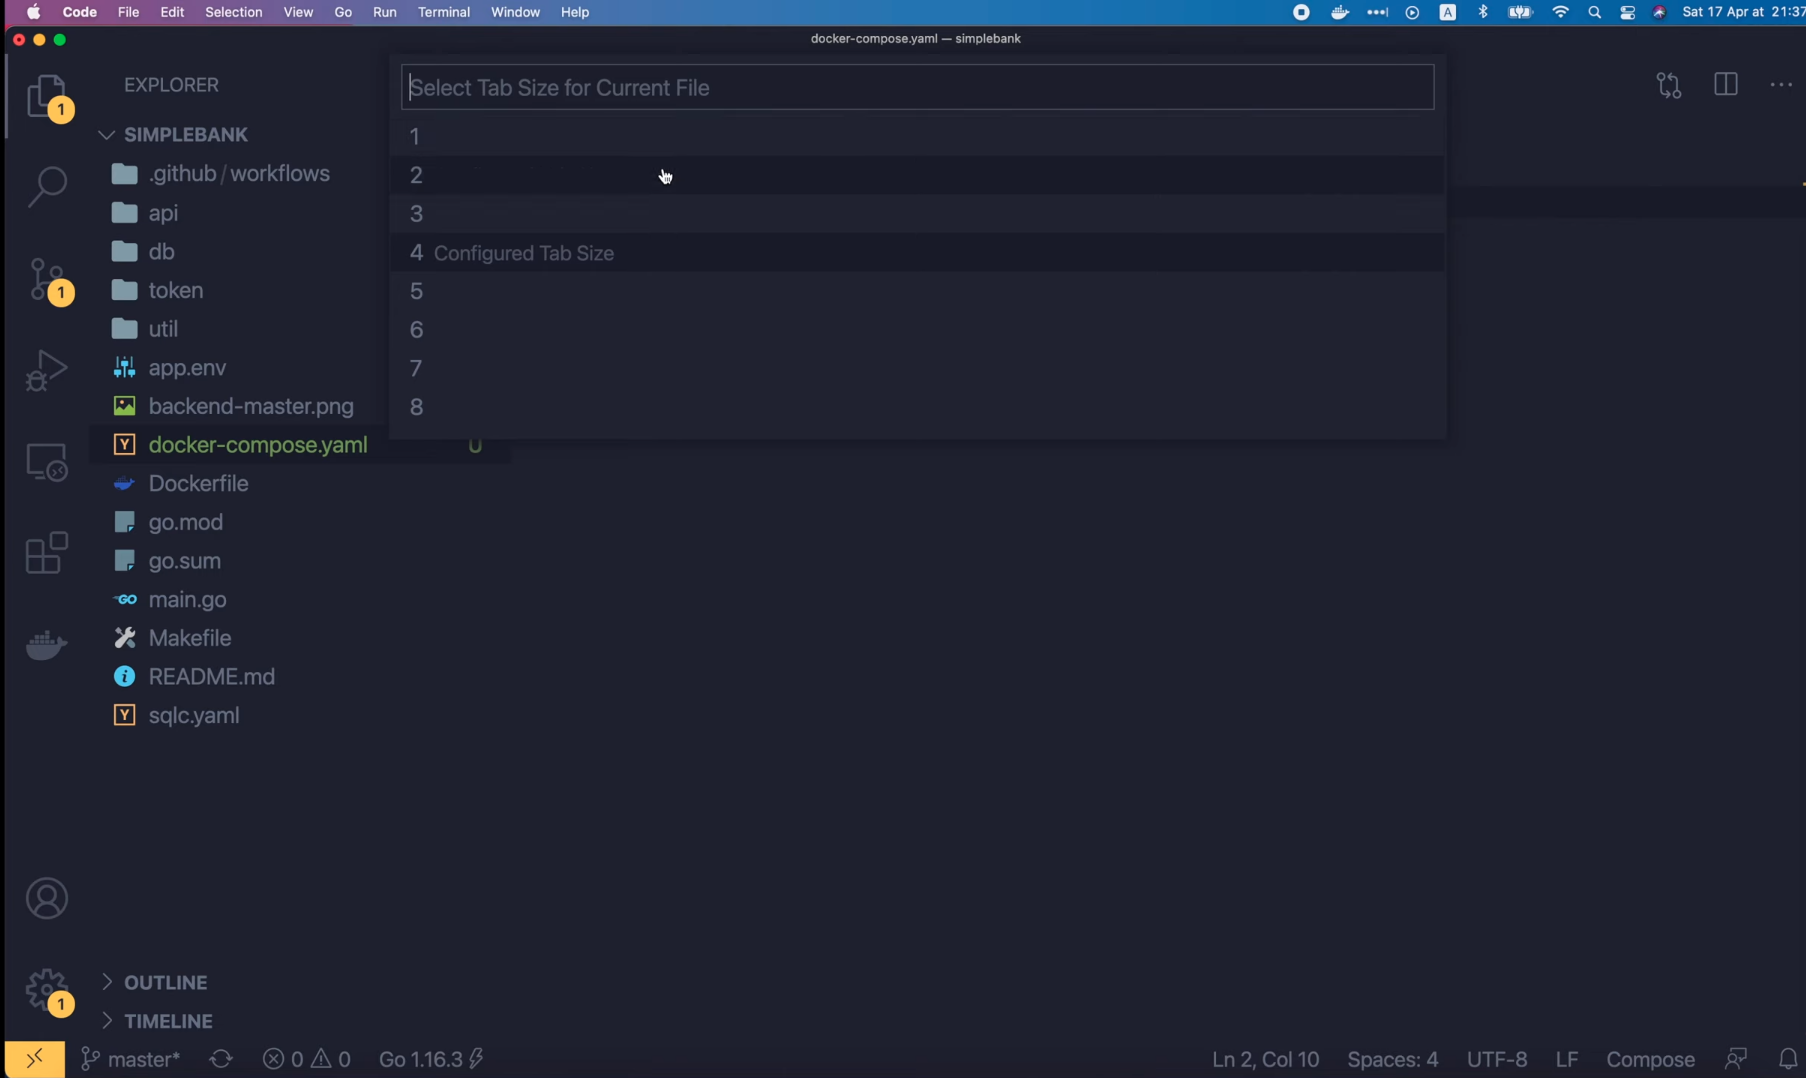 Code File Edit Selection View Go Run Terminal Window Help A Sat 17 Apr at 21:37
docker-compose.yaml — simplebank
EXPLORER
Select Tab Size for Current File
1
SIMPLEBANK
1
.github/workflows
2
api
3
db
4 Configured Tab Size
token
5
1
util
6
app.env
7
backend-master.png
8
docker-compose.yaml U
Dockerfile
go.mod
go.sum
main.go
Makefile
README.md
sqlc.yaml
OUTLINE
1
TIMELINE
master* 0 0 Go 1.16.3 Ln 2, Col 10 Spaces: 4 UTF-8 LF Compose